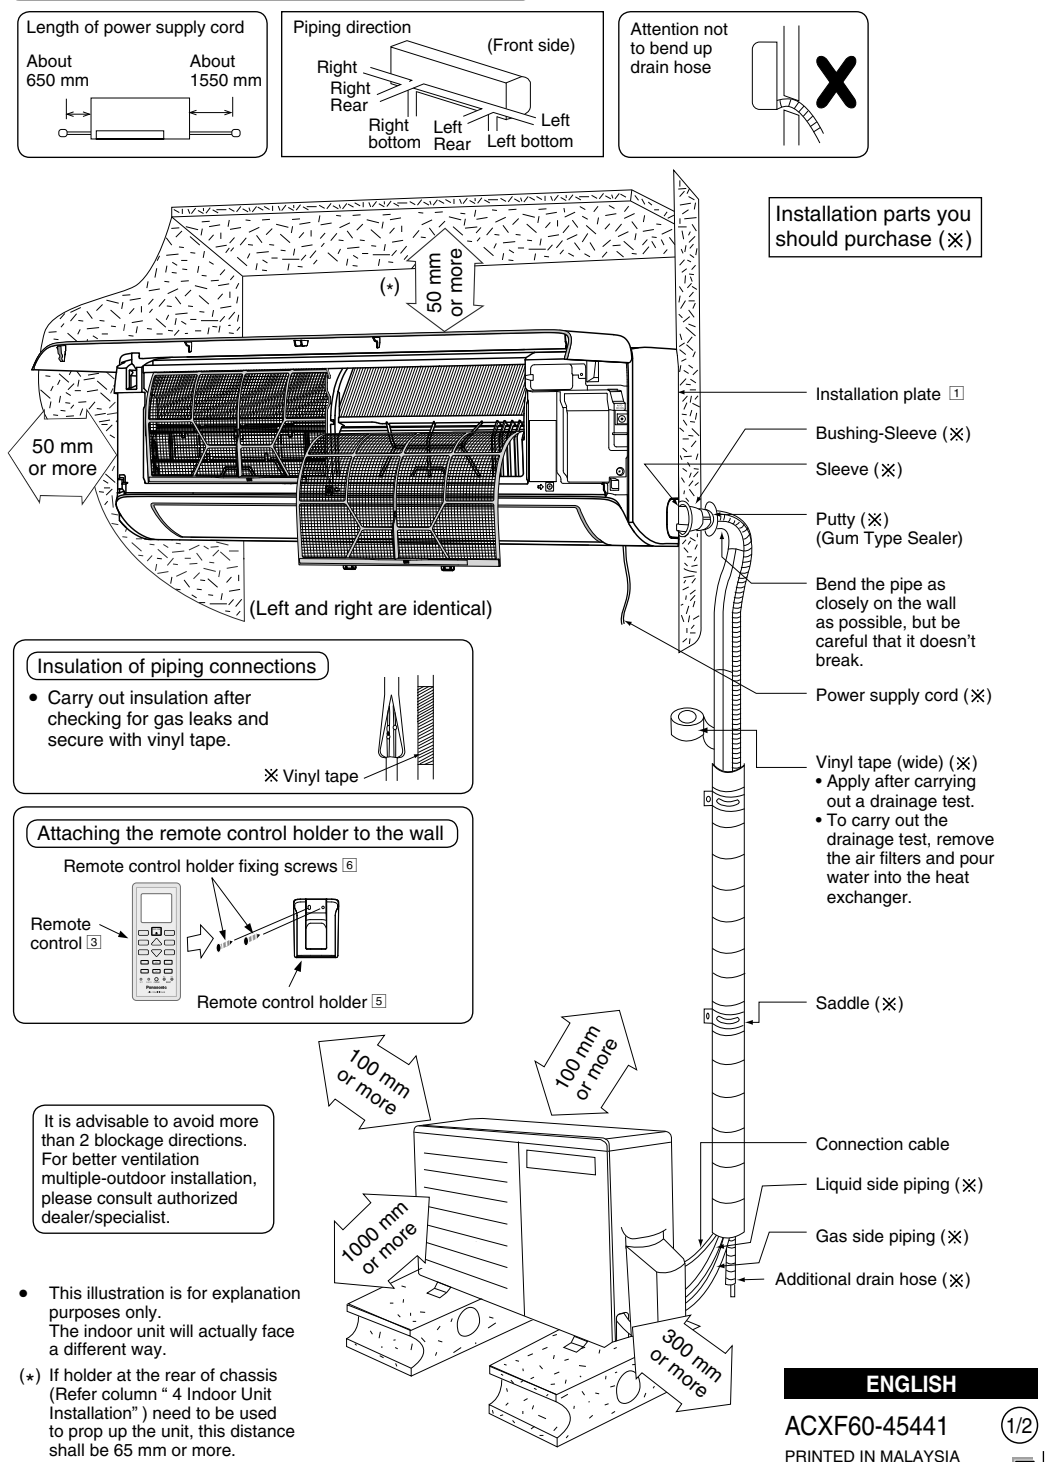 Length of power supply cord
About
650 mm
About
1550 mm
Piping direction
(Front side)
Right
Right
Rear
Right
bottom
Left
Rear
Left
Left bottom
Attention not
to bend up
drain hose
Installation parts you
should purchase (※)
(*)
50 mm
or more
50 mm
or more
(Left and right are identical)
Installation plate 1
Bushing-Sleeve (※)
Sleeve (※)
Putty (※)
(Gum Type Sealer)
Bend the pipe as
closely on the wall
as possible, but be
careful that it doesn't
break.
Power supply cord (※)
Vinyl tape (wide) (※)
• Apply after carrying
out a drainage test.
• To carry out the
drainage test, remove
the air filters and pour
water into the heat
exchanger.
Saddle (※)
Connection cable
Liquid side piping (※)
Gas side piping (※)
Additional drain hose (※)
Insulation of piping connections
• Carry out insulation after
checking for gas leaks and
secure with vinyl tape.
※ Vinyl tape
Attaching the remote control holder to the wall
Remote control holder fixing screws 6
Remote
control 3
Panasonic
Remote control holder 5
100 mm
or more
100 mm
or more
1000 mm
or more
300 mm
or more
It is advisable to avoid more
than 2 blockage directions.
For better ventilation
multiple-outdoor installation,
please consult authorized
dealer/specialist.
• This illustration is for explanation
purposes only.
The indoor unit will actually face
a different way.
(*) If holder at the rear of chassis
(Refer column “ 4 Indoor Unit
Installation” ) need to be used
to prop up the unit, this distance
shall be 65 mm or more.
ENGLISH
ACXF60-45441
1/2
PRINTED IN MALAYSIA